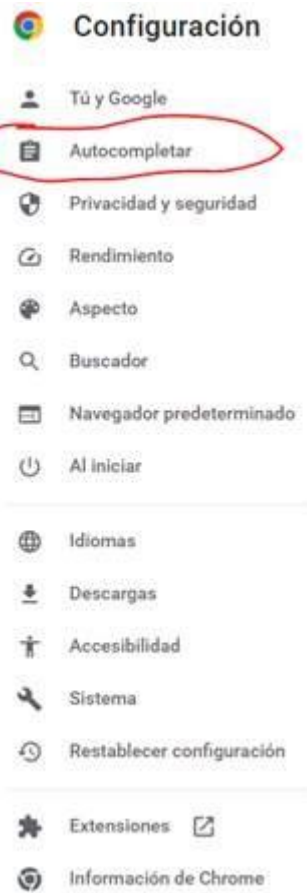 Configuración
Tú y Google
Autocompletar
Privacidad y seguridad
Rendimiento
Aspecto
Buscador
Navegador predeterminado
Al iniciar
Idiomas
Descargas
Accesibilidad
Sistema
Restablecer configuración
Extensiones
Información de Chrome